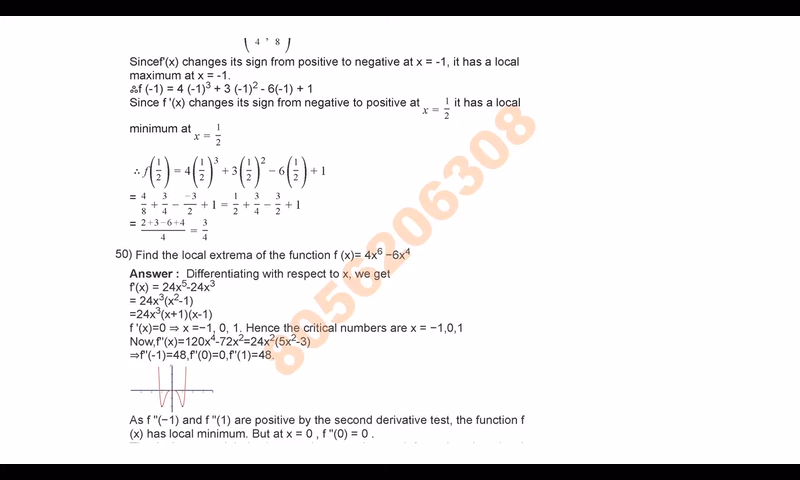 ( 4 , 8 )
Sincef'(x) changes its sign from positive to negative at x = -1, it has a local
maximum at x = -1.
f (-1) = 4 (-1)³ + 3 (-1)² - 6(-1) + 1
Since f '(x) changes its sign from negative to positive at x = 1/2 it has a local
minimum at x = 1/2
∴ f(1/2) = 4(1/2)³ + 3(1/2)² − 6(1/2) + 1
= 4/8 + 3/4 − −3/2 + 1 = 1/2 + 3/4 − 3/2 + 1
= 2+3−6+4/4 = 3/4
50) Find the local extrema of the function f (x)= 4x⁶ −6x⁴
Answer : Differentiating with respect to x, we get
f'(x) = 24x⁵-24x³
= 24x³(x²-1)
=24x³(x+1)(x-1)
f '(x)=0 ⇒ x =−1, 0, 1. Hence the critical numbers are x = −1,0,1
Now,f''(x)=120x⁴-72x²=24x²(5x²-3)
⇒f''(-1)=48,f''(0)=0,f''(1)=48.
As f ''(−1) and f ''(1) are positive by the second derivative test, the function f
(x) has local minimum. But at x = 0 , f ''(0) = 0 .
8056206308